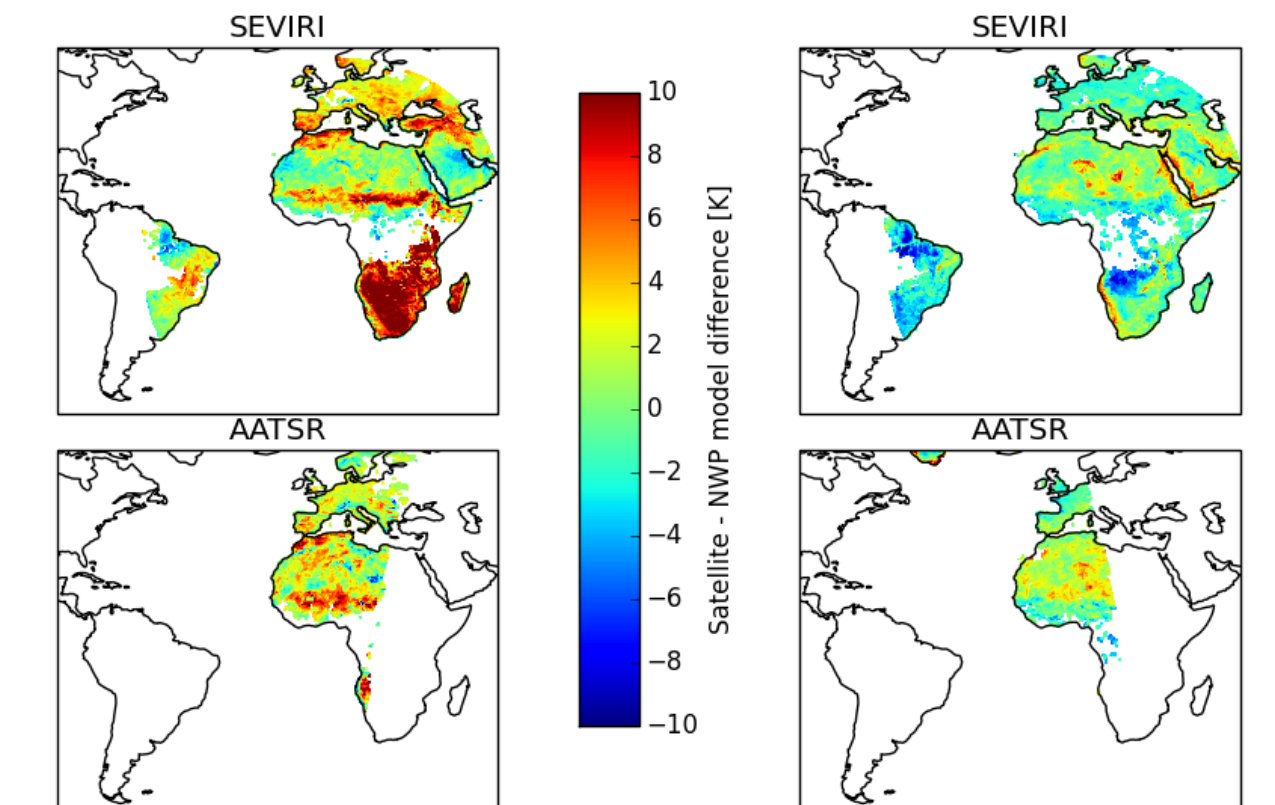 SEVIRI
SEVIRI
10
8
6
4
2
0
−2
−4
−6
−8
−10
Satellite - NWP model difference [K]
AATSR
AATSR